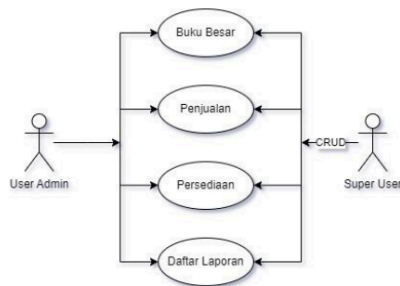 Buku Besar
Penjualan
CRUD
User Admin
Super User
Persediaan
Daftar Laporan